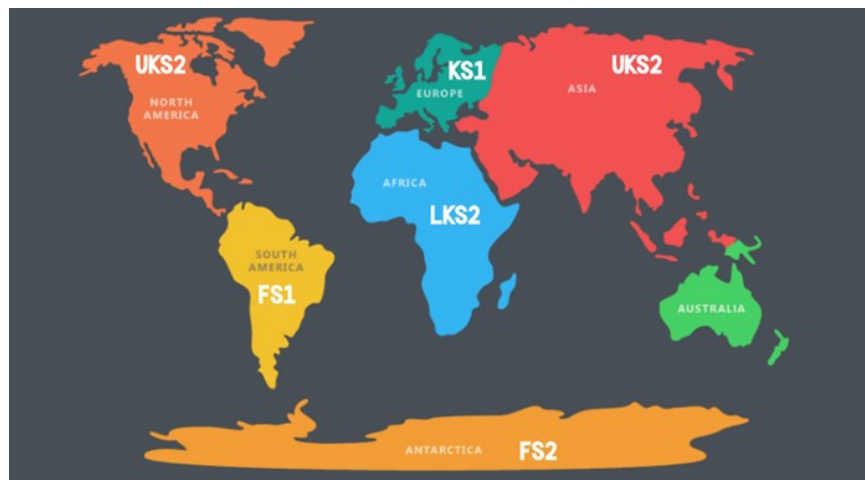 UKS2
NORTH
AMERICA
KS1
EUROPE
UKS2
ASIA
AFRICA
LKS2
SOUTH
AMERICA
FS1
AUSTRALIA
ANTARCTICA
FS2